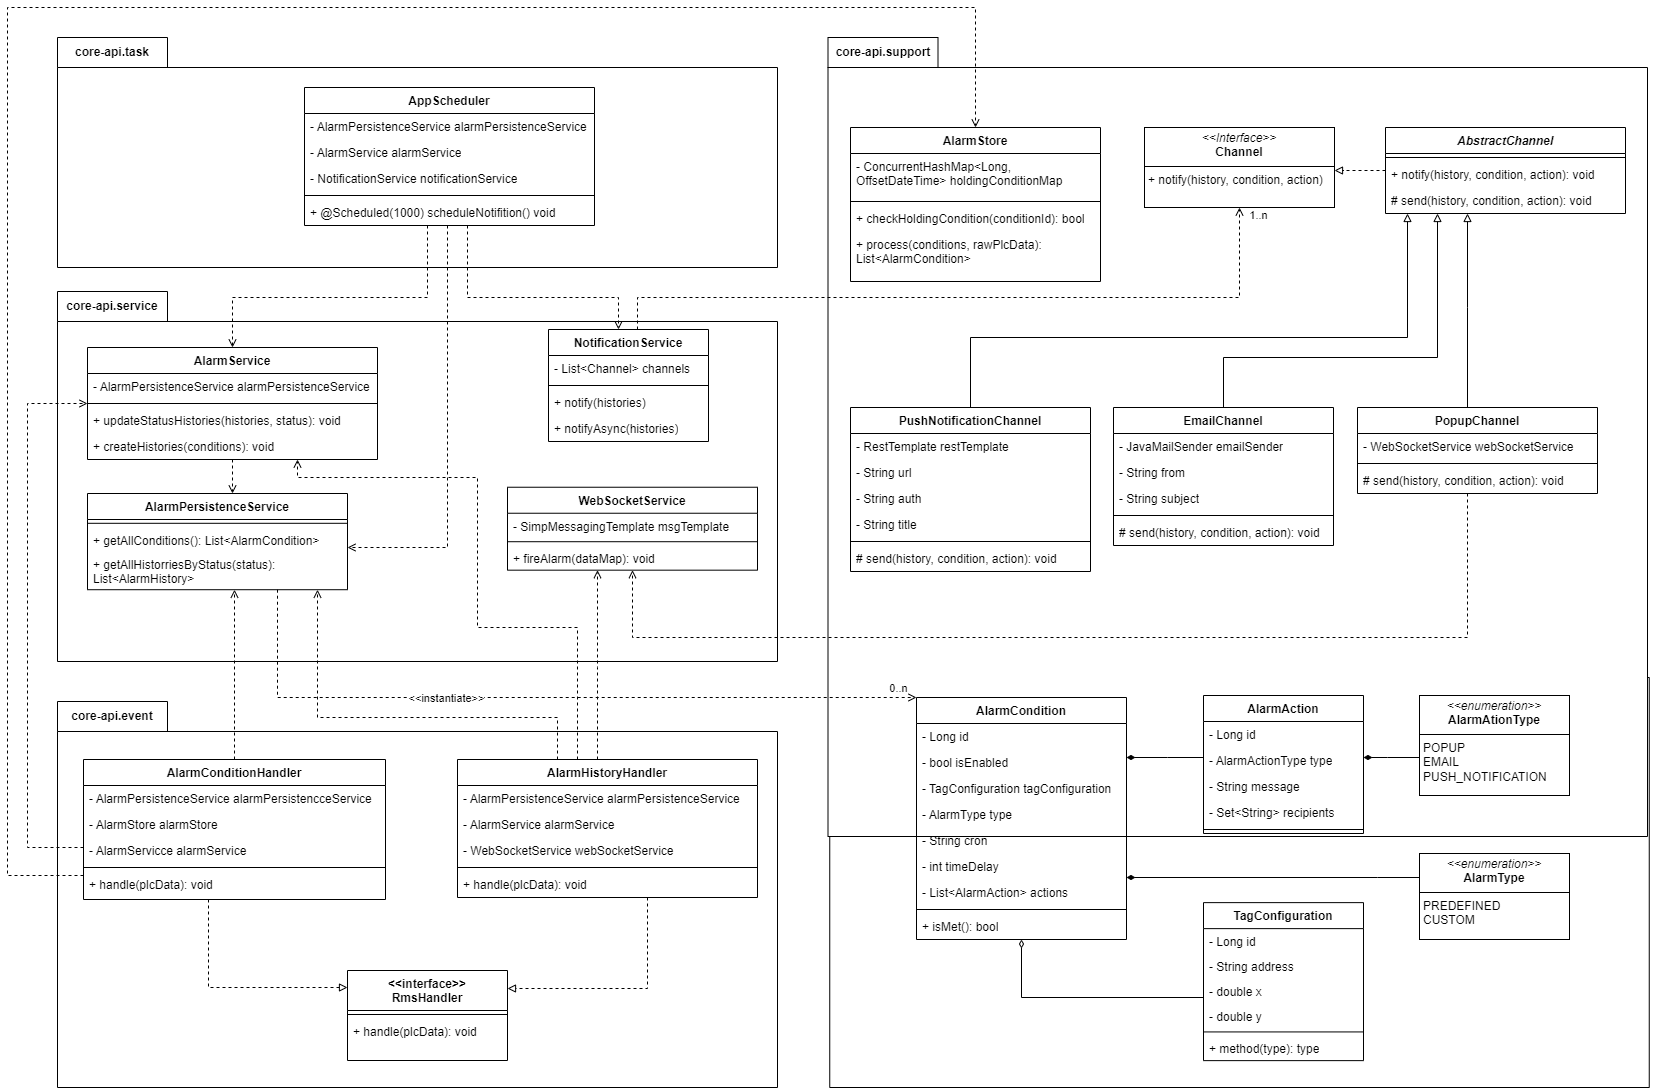 core-api.task
AppScheduler
- AlarmPersistenceService alarmPersistenceService
- AlarmService alarmService
- NotificationService notificationService
+ @Scheduled(1000) scheduleNotifition() void
core-api.service
AlarmService
- AlarmPersistenceService alarmPersistenceService
+ updateStatusHistories(histories, status): void
+ createHistories(conditions): void
NotificationService
- List<Channel> channels
+ notify(histories)
+ notifyAsync(histories)
AlarmPersistenceService
+ getAllConditions(): List<AlarmCondition>
+ getAllHistorriesByStatus(status):
List<AlarmHistory>
WebSocketService
- SimpMessagingTemplate msgTemplate
+ fireAlarm(dataMap): void
<<instantiate>>
0..n
core-api.event
AlarmConditionHandler
- AlarmPersistenceService alarmPersistencceService
- AlarmStore alarmStore
- AlarmServicce alarmService
+ handle(plcData): void
AlarmHistoryHandler
- AlarmPersistenceService alarmPersistenceService
- AlarmService alarmService
- WebSocketService webSocketService
+ handle(plcData): void
<<interface>>
RmsHandler
+ handle(plcData): void
core-api.support
AlarmStore
- ConcurrentHashMap<Long,
OffsetDateTime> holdingConditionMap
+ checkHoldingCondition(conditionId): bool
+ process(conditions, rawPlcData):
List<AlarmCondition>
<<Interface>>
Channel
+ notify(history, condition, action)
1..n
AbstractChannel
+ notify(history, condition, action): void
# send(history, condition, action): void
PushNotificationChannel
- RestTemplate restTemplate
- String url
- String auth
- String title
# send(history, condition, action): void
EmailChannel
- JavaMailSender emailSender
- String from
- String subject
# send(history, condition, action): void
PopupChannel
- WebSocketService webSocketService
# send(history, condition, action): void
AlarmCondition
- Long id
- bool isEnabled
- TagConfiguration tagConfiguration
- AlarmType type
- String cron
- int timeDelay
- List<AlarmAction> actions
+ isMet(): bool
AlarmAction
- Long id
- AlarmActionType type
- String message
- Set<String> recipients
<<enumeration>>
AlarmAtionType
POPUP
EMAIL
PUSH_NOTIFICATION
<<enumeration>>
AlarmType
PREDEFINED
CUSTOM
TagConfiguration
- Long id
- String address
- double x
- double y
+ method(type): type